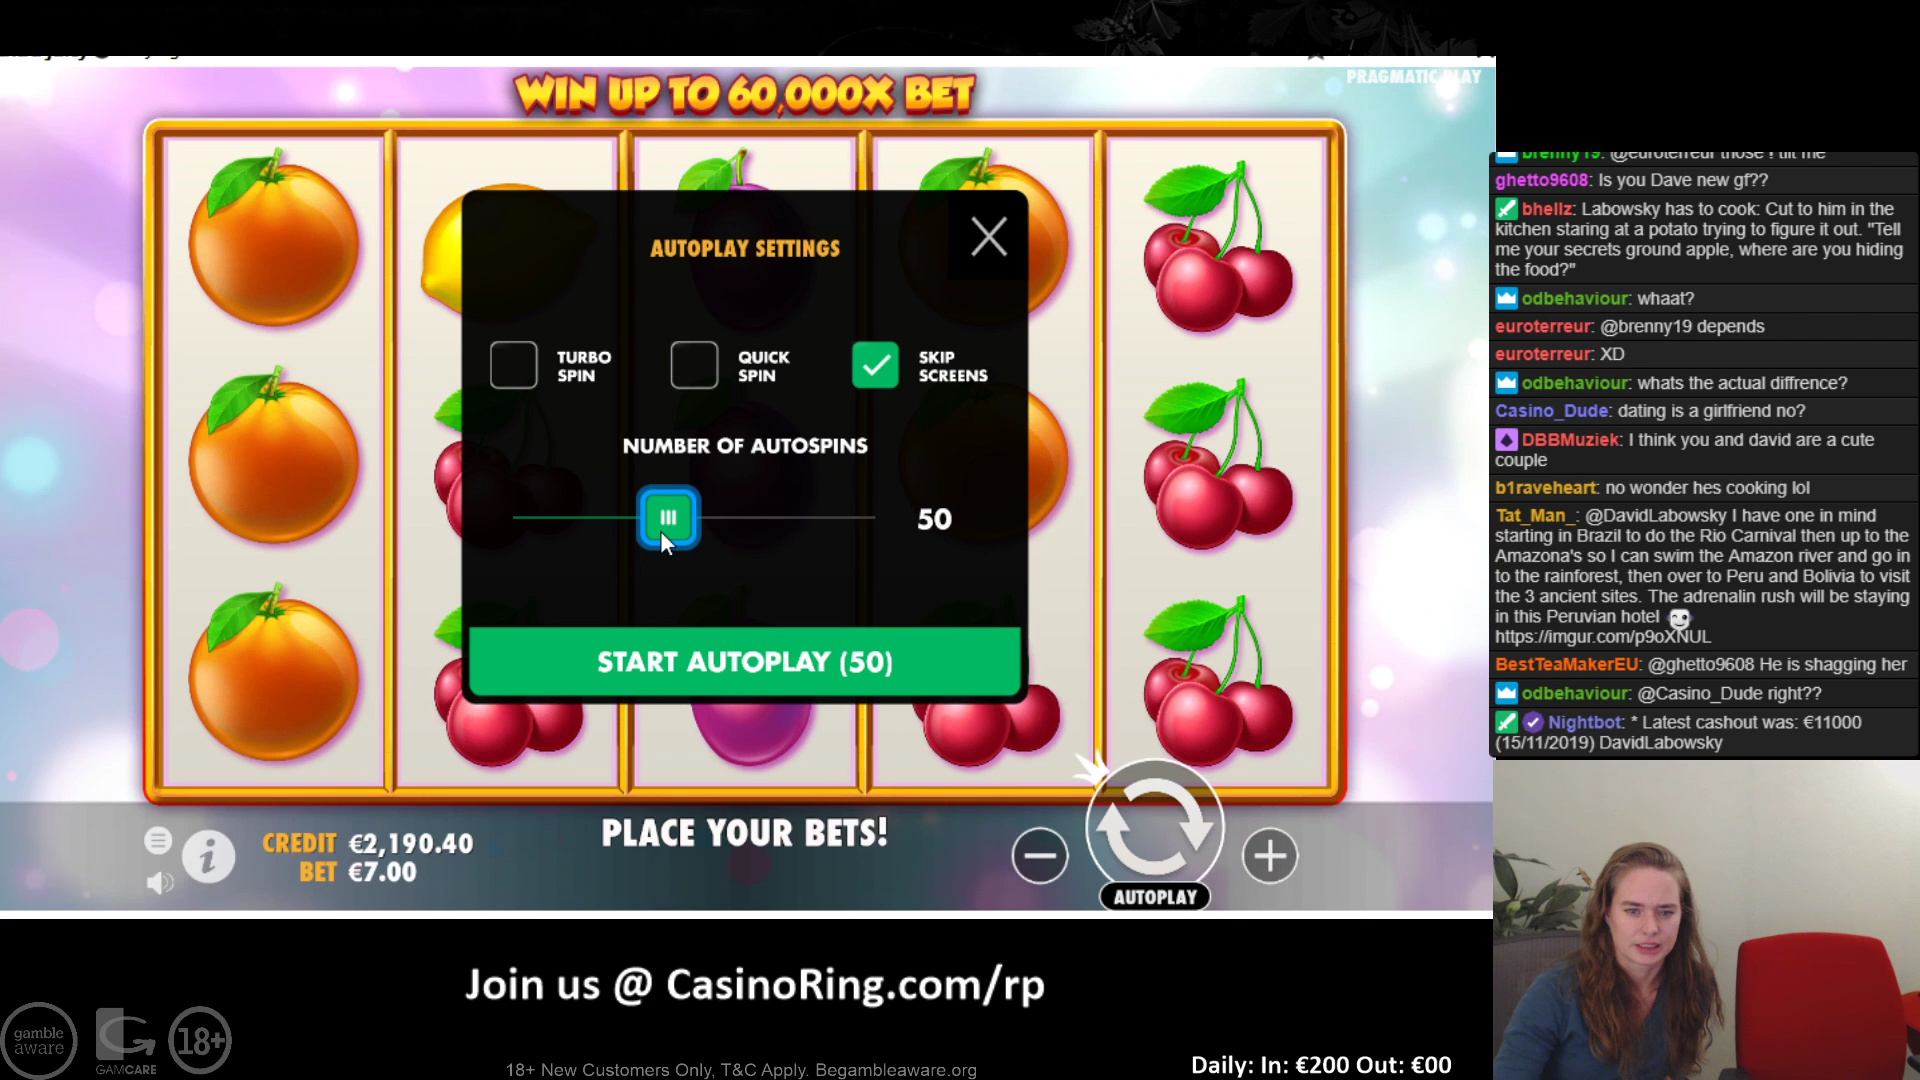 WIN UP TO 60,000X BET
PRAGMATIC PLAY
AUTOPLAY SETTINGS
TURBO SPIN
QUICK SPIN
SKIP SCREENS
NUMBER OF AUTOSPINS
50
START AUTOPLAY (50)
CREDIT €2,190.40
BET €7.00
PLACE YOUR BETS!
AUTOPLAY
brenny19: @euroterreur those ! tilt me
ghetto9608: Is you Dave new gf??
bhellz: Labowsky has to cook: Cut to him in the
kitchen staring at a potato trying to figure it out. "Tell
me your secrets ground apple, where are you hiding
the food?"
odbehaviour: whaat?
euroterreur: @brenny19 depends
euroterreur: XD
odbehaviour: whats the actual diffrence?
Casino_Dude: dating is a girlfriend no?
DBBMuziek: I think you and david are a cute
couple
b1raveheart: no wonder hes cooking lol
Tat_Man_: @DavidLabowsky I have one in mind
starting in Brazil to do the Rio Carnival then up to the
Amazona's so I can swim the Amazon river and go in
to the rainforest, then over to Peru and Bolivia to visit
the 3 ancient sites. The adrenalin rush will be staying
in this Peruvian hotel
https://imgur.com/p9oXNUL
BestTeaMakerEU: @ghetto9608 He is shagging her
odbehaviour: @Casino_Dude right??
Nightbot: * Latest cashout was: €11000
(15/11/2019) DavidLabowsky
Join us @ CasinoRing.com/rp
gamble
aware
GAMCARE
18+
18+ New Customers Only, T&C Apply. Begambleaware.org
Daily: In: €200 Out: €00